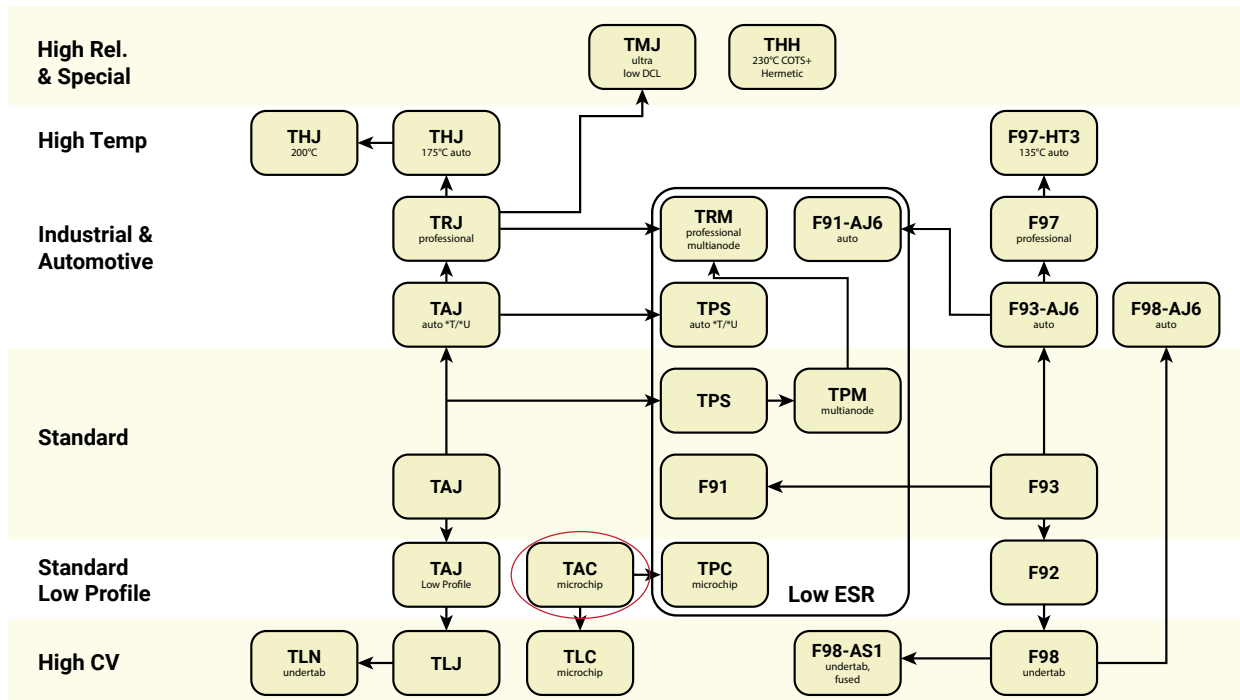 High Rel.
& Special
TMJ
ultra
low DCL
THH
230°C COTS+
Hermetic
High Temp
THJ
200°C
THJ
175°C auto
F97-HT3
135°C auto
Industrial &
Automotive
TRJ
professional
TRM
professional
multianode
F91-AJ6
auto
F97
professional
TAJ
auto *T/*U
TPS
auto *T/*U
F93-AJ6
auto
F98-AJ6
auto
Standard
TPS
TPM
multianode
TAJ
F91
F93
Standard
Low Profile
TAJ
Low Profile
TAC
microchip
TPC
microchip
Low ESR
F92
High CV
TLN
undertab
TLJ
TLC
microchip
F98-AS1
undertab,
fused
F98
undertab